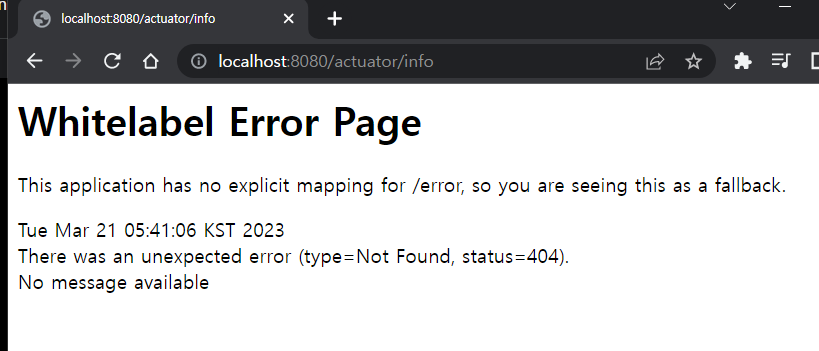 localhost:8080/actuator/info
localhost:8080/actuator/info
Whitelabel Error Page
This application has no explicit mapping for /error, so you are seeing this as a fallback.
Tue Mar 21 05:41:06 KST 2023
There was an unexpected error (type=Not Found, status=404).
No message available